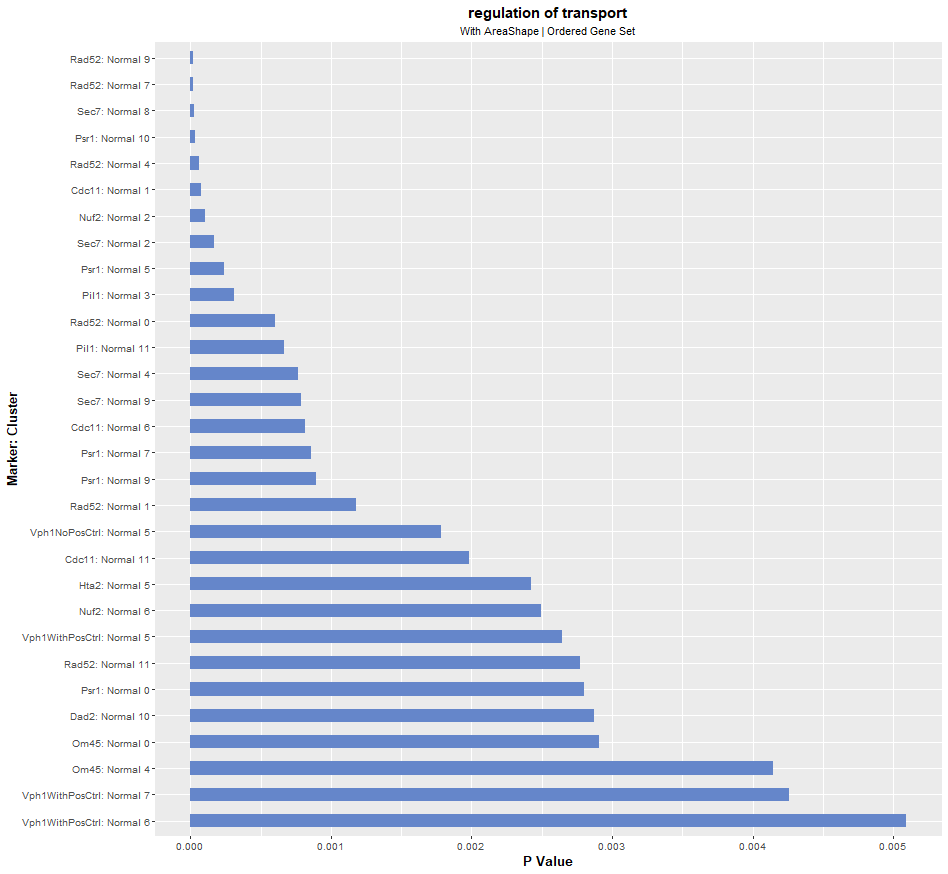 regulation of transport
With AreaShape | Ordered Gene Set
Marker: Cluster
Rad52: Normal 9
Rad52: Normal 7
Sec7: Normal 8
Psr1: Normal 10
Rad52: Normal 4
Cdc11: Normal 1
Nuf2: Normal 2
Sec7: Normal 2
Psr1: Normal 5
Pil1: Normal 3
Rad52: Normal 0
Pil1: Normal 11
Sec7: Normal 4
Sec7: Normal 9
Cdc11: Normal 6
Psr1: Normal 7
Psr1: Normal 9
Rad52: Normal 1
Vph1NoPosCtrl: Normal 5
Cdc11: Normal 11
Hta2: Normal 5
Nuf2: Normal 6
Vph1WithPosCtrl: Normal 5
Rad52: Normal 11
Psr1: Normal 0
Dad2: Normal 10
Om45: Normal 0
Om45: Normal 4
Vph1WithPosCtrl: Normal 7
Vph1WithPosCtrl: Normal 6
0.000 0.001 0.002 0.003 0.004 0.005
P Value